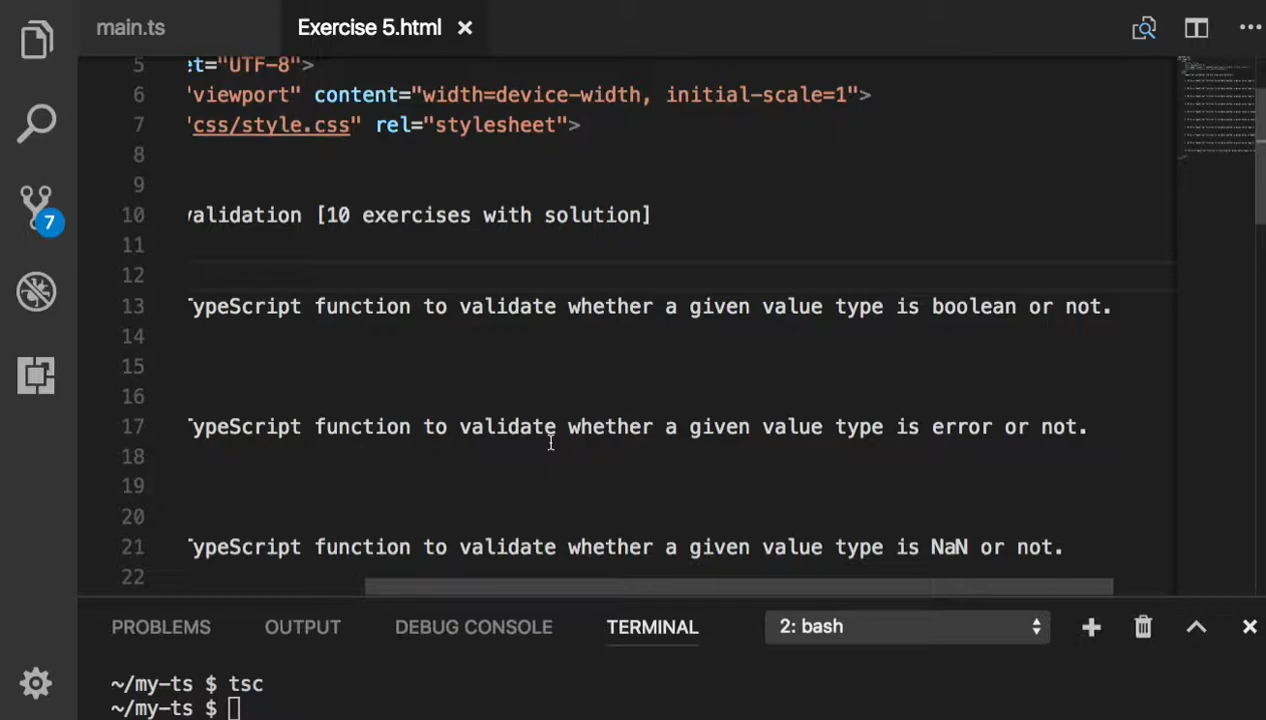 main.ts
Exercise 5.html
5 et="UTF-8">
6 "viewport" content="width=device-width, initial-scale=1">
7 "css/style.css" rel="stylesheet">
8
9
10 validation [10 exercises with solution]
11
12
13 TypeScript function to validate whether a given value type is boolean or not.
14
15
16
17 TypeScript function to validate whether a given value type is error or not.
18
19
20
21 TypeScript function to validate whether a given value type is NaN or not.
22
7
PROBLEMS OUTPUT DEBUG CONSOLE TERMINAL 2: bash
~/my-ts $ tsc
~/my-ts $